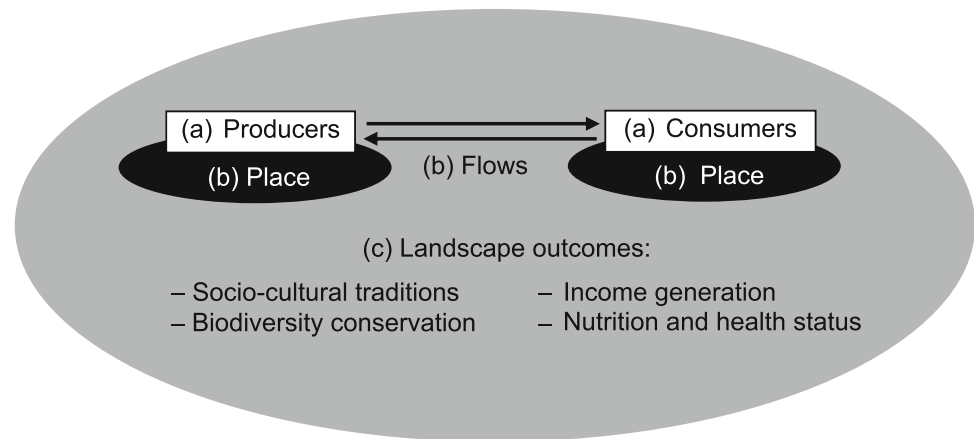 (a) Producers
(a) Consumers
(b) Place
(b) Flows
(b) Place
(c) Landscape outcomes:
– Socio-cultural traditions
– Income generation
– Biodiversity conservation
– Nutrition and health status